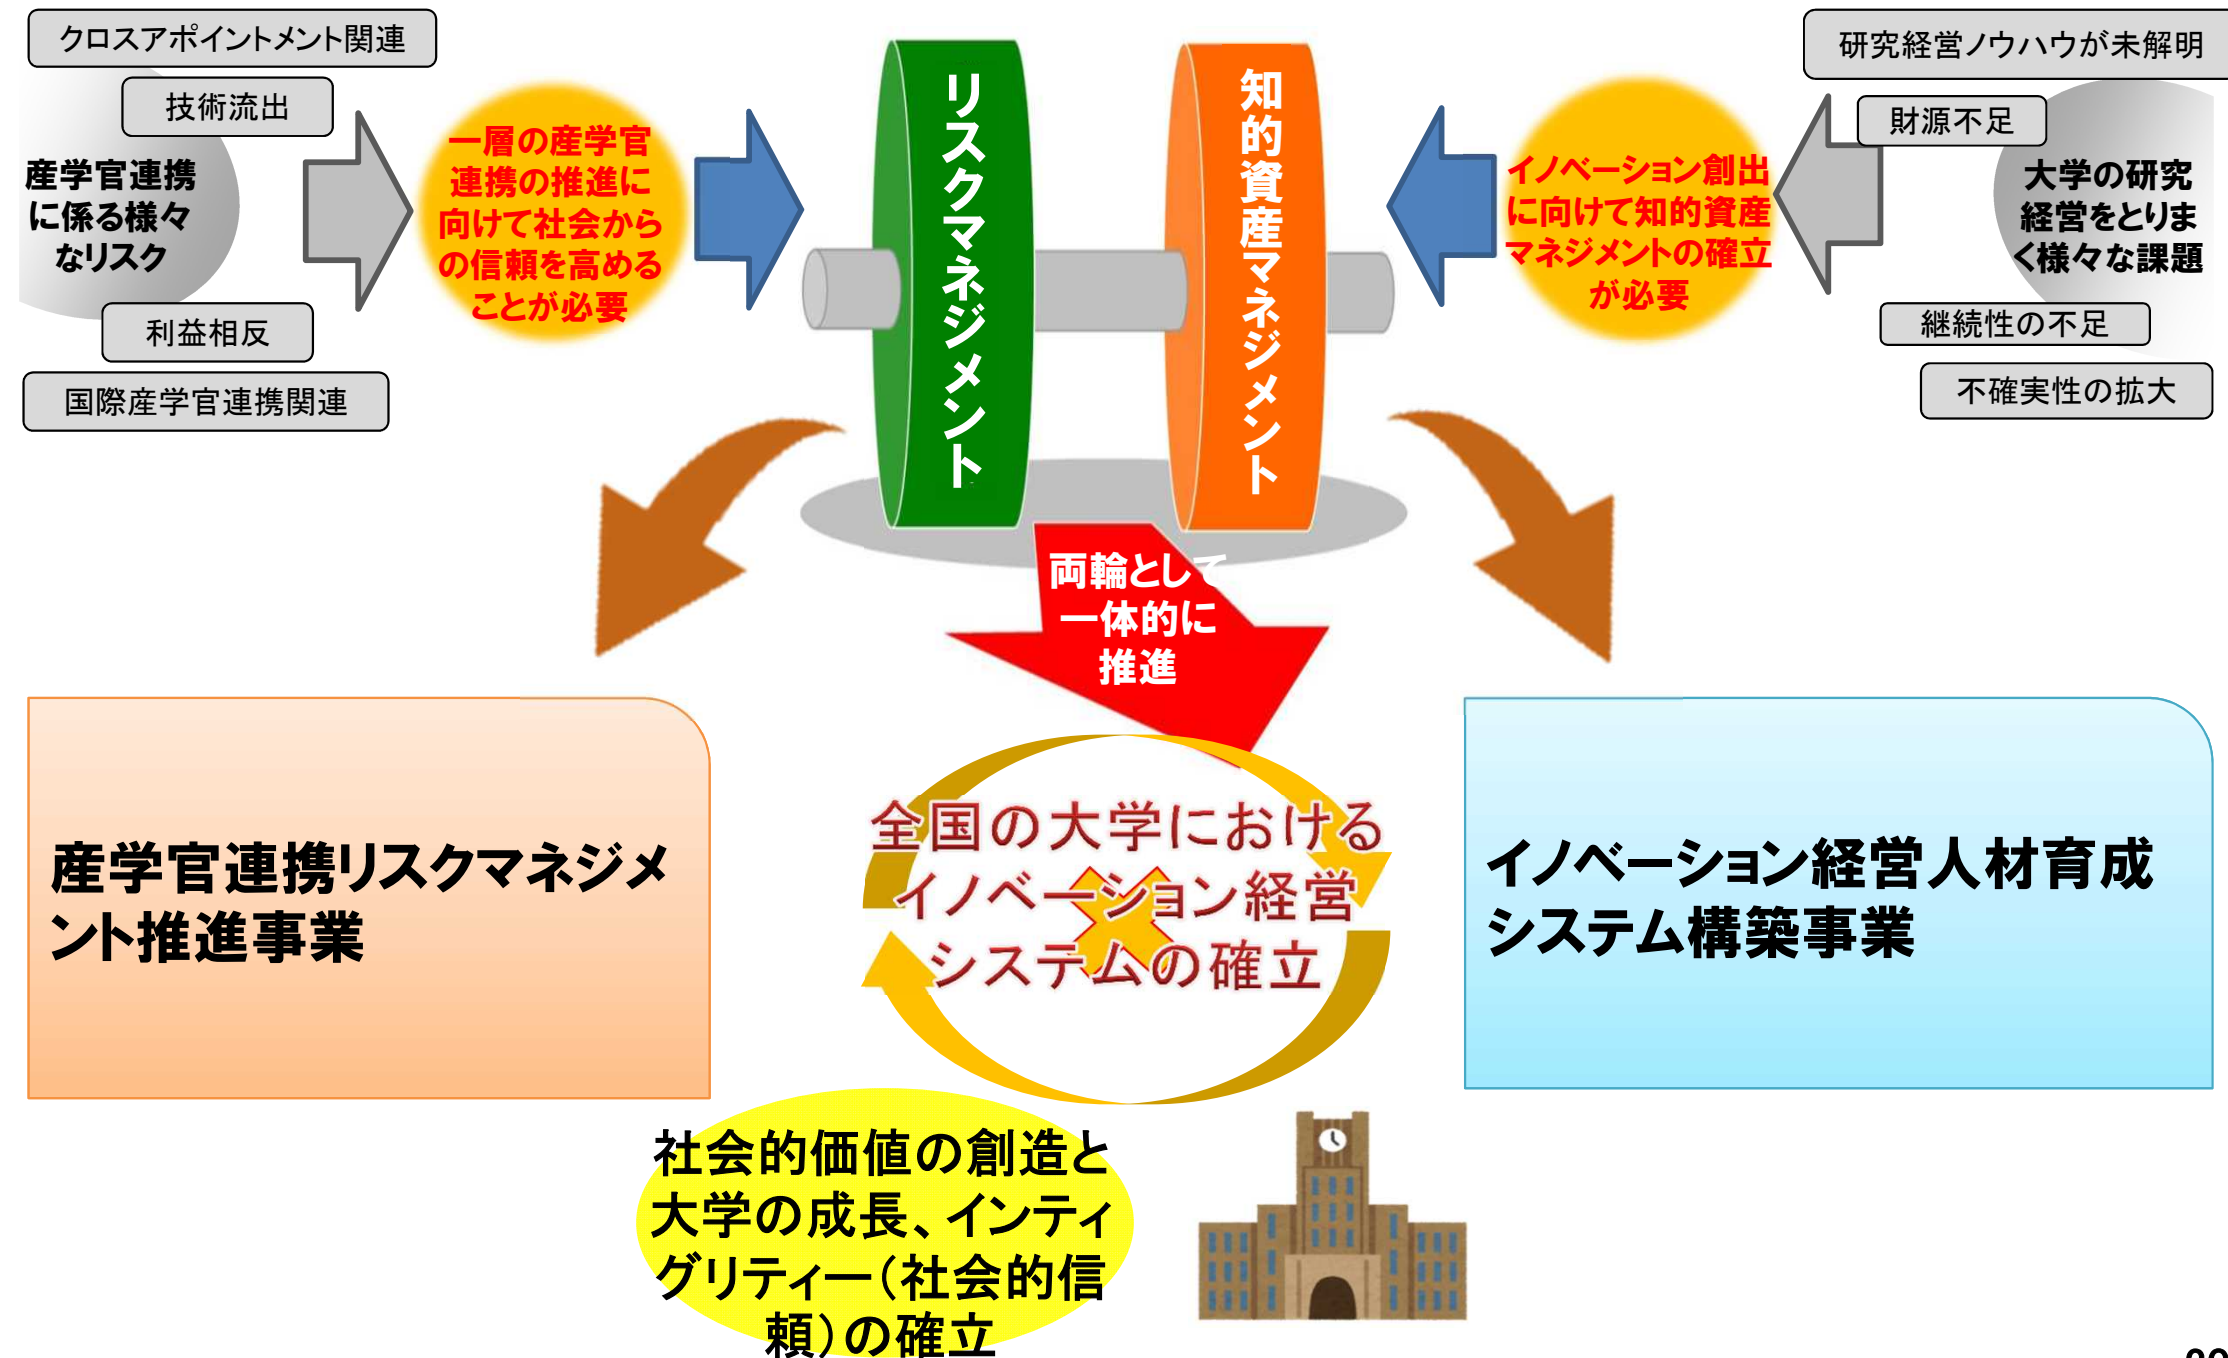 クロスアポイントメント関連
技術流出
産学官連携
に係る様々
なリスク
利益相反
国際産学官連携関連
一層の産学官
連携の推進に
向けて社会から
の信頼を高める
ことが必要
リスクマネジメント
知的資産マネジメント
イノベーション創出
に向けて知的資産
マネジメントの確立
が必要
研究経営ノウハウが未解明
財源不足
大学の研究
経営をとりま
く様々な課題
継続性の不足
不確実性の拡大
両輪として
一体的に
推進
産学官連携リスクマネジメ
ント推進事業
全国の大学における
イノベーション経営
システムの確立
イノベーション経営人材育成
システム構築事業
社会的価値の創造と
大学の成長、インティ
グリティー(社会的信
頼)の確立